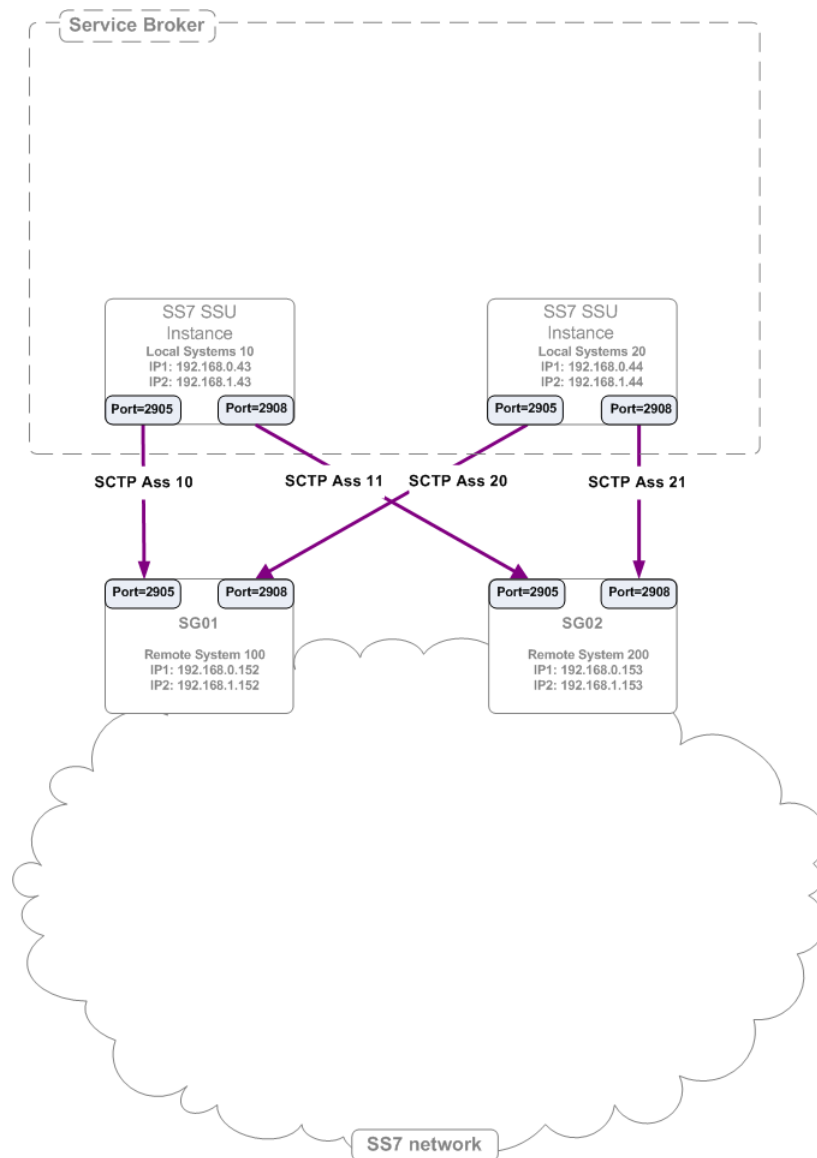 Service Broker
SS7 SSU
Instance
Local Systems 10
IP1: 192.168.0.43
IP2: 192.168.1.43
Port=2905
Port=2908
SS7 SSU
Instance
Local Systems 20
IP1: 192.168.0.44
IP2: 192.168.1.44
Port=2905
Port=2908
SCTP Ass 10
SCTP Ass 11
SCTP Ass 20
SCTP Ass 21
Port=2905
Port=2908
SG01
Remote System 100
IP1: 192.168.0.152
IP2: 192.168.1.152
Port=2905
Port=2908
SG02
Remote System 200
IP1: 192.168.0.153
IP2: 192.168.1.153
SS7 network